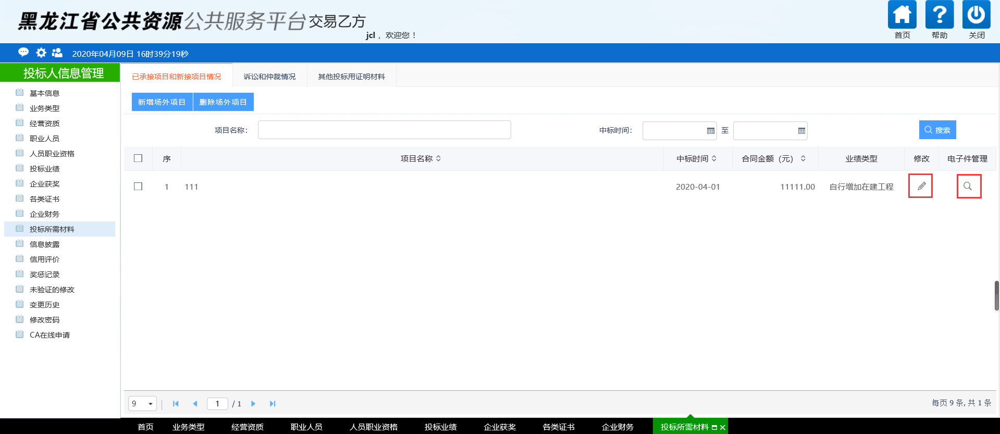 黑龙江省公共资源公共服务平台交易乙方
jcl ，欢迎您！
首页
帮助
关闭
2020年04月09日 16时39分19秒
投标人信息管理
基本信息
业务类型
经营资质
职业人员
人员职业资格
投标业绩
企业获奖
各类证书
企业财务
投标所需材料
信息披露
信用评价
奖惩记录
未验证的修改
变更历史
修改密码
CA在线申请
已承接项目和新接项目情况 诉讼和仲裁情况 其他投标用证明材料
新增场外项目 删除场外项目
项目名称： 中标时间： 至 搜索
序 项目名称 中标时间 合同金额（元） 业绩类型 修改 电子件管理
1 111 2020-04-01 11111.00 自行增加在建工程
9 1 / 1 每页 9 条, 共 1 条
首页 业务类型 经营资质 职业人员 人员职业资格 投标业绩 企业获奖 各类证书 企业财务 投标所需材料